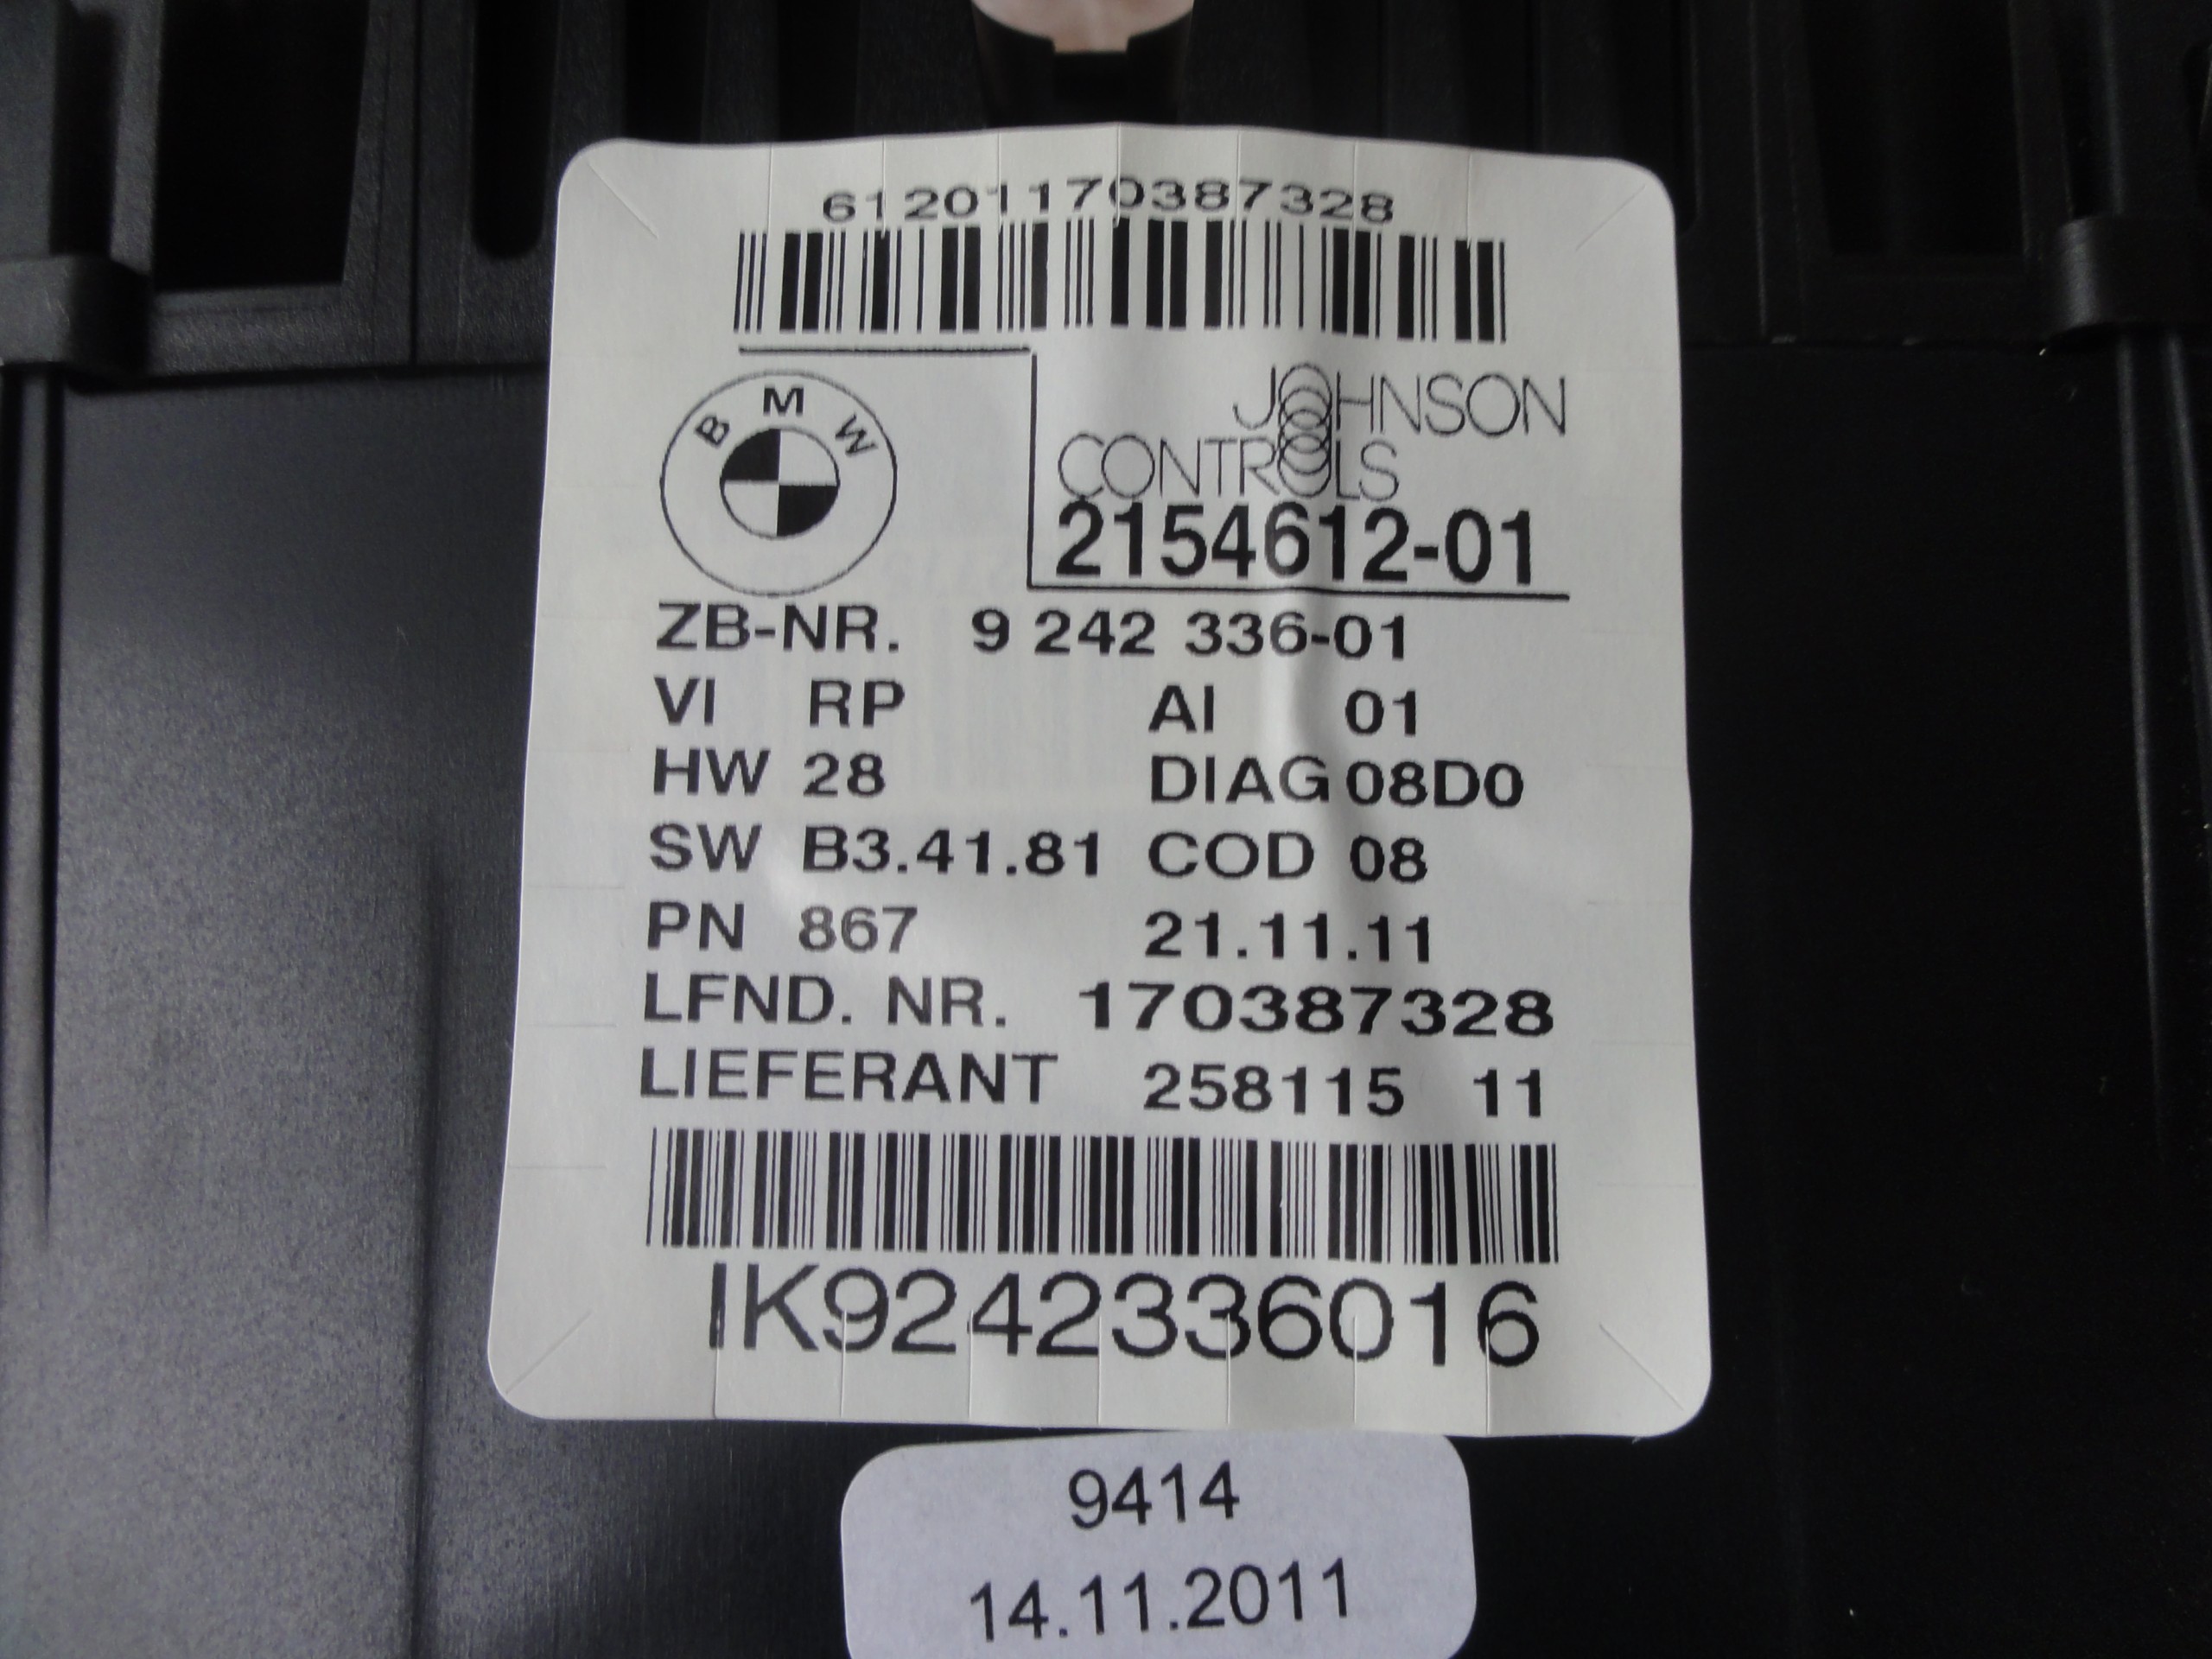 61201170387328
BMW
JOHNSON
CONTROLS
2154612-01
ZB-NR. 9 242 336-01
VI RP AI 01
HW 28 DIAG 08D0
SW B3.41.81 COD 08
PN 867 21.11.11
LFND. NR. 170387328
LIEFERANT 258115 11
IK9242336016
9414
14.11.2011